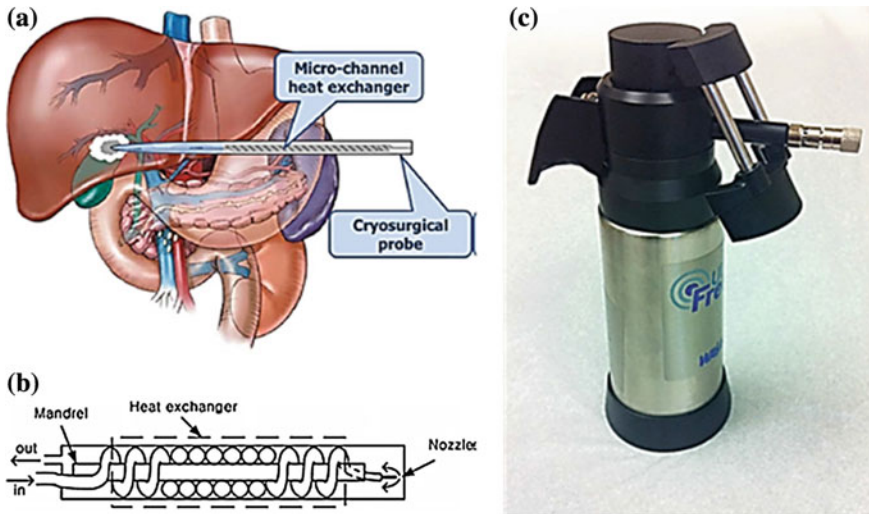 (a)
Micro-channel
heat exchanger
Cryosurgical
probe
(b)
Heat exchanger
Mandrel
out
in
Nozzle
(c)